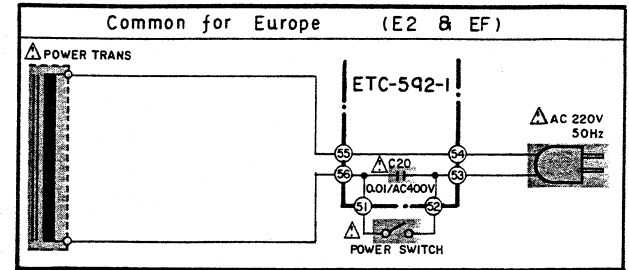 Common for Europe (E2 & EF)
POWER TRANS
ETC-592-1
AC 220V
50Hz
55
54
C20
56
53
0.01/AC400V
51
52
POWER SWITCH